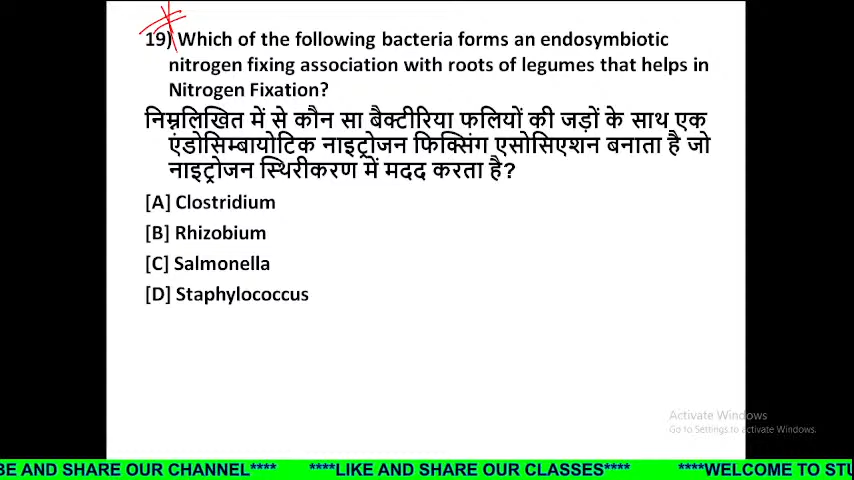 19) Which of the following bacteria forms an endosymbiotic
nitrogen fixing association with roots of legumes that helps in
Nitrogen Fixation?
निम्नलिखित में से कौन सा बैक्टीरिया फलियों की जड़ों के साथ एक
एंडोसिम्बायोटिक नाइट्रोजन फिक्सिंग एसोसिएशन बनाता है जो
नाइट्रोजन स्थिरीकरण में मदद करता है?
[A] Clostridium
[B] Rhizobium
[C] Salmonella
[D] Staphylococcus
Activate Windows
Go to Settings to activate Windows.
BE AND SHARE OUR CHANNEL**** ****LIKE AND SHARE OUR CLASSES**** ****WELCOME TO STU